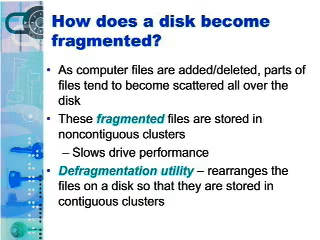 How does a disk become
fragmented?
• As computer files are added/deleted, parts of
files tend to become scattered all over the
disk
• These fragmented files are stored in
noncontiguous clusters
– Slows drive performance
• Defragmentation utility – rearranges the
files on a disk so that they are stored in
contiguous clusters